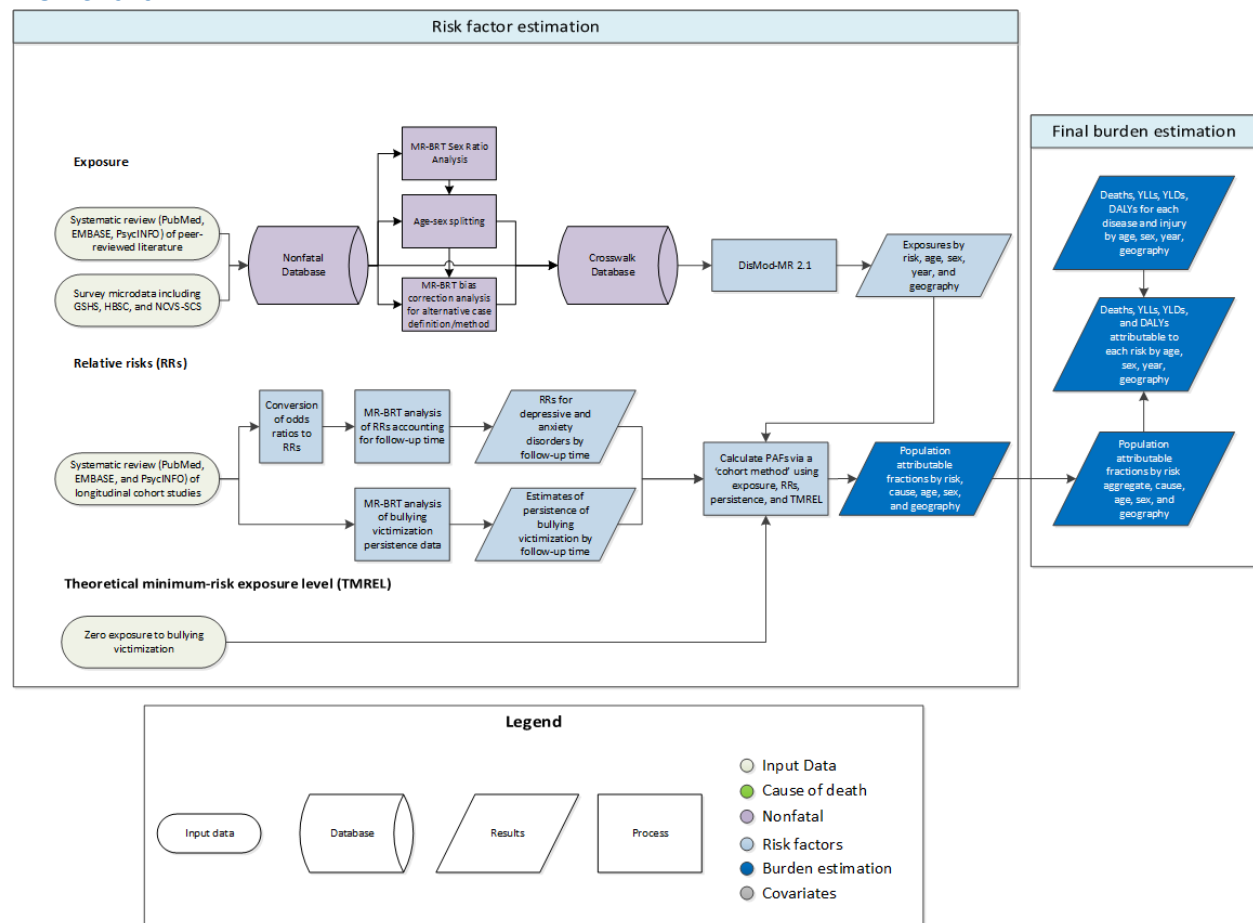 Risk factor estimation
Exposure
Systematic review (PubMed,
EMBASE, PsycINFO) of peer-
reviewed literature
Survey microdata including
GSHS, HBSC, and NCVS-SCS
Nonfatal
Database
MR-BRT Sex Ratio
Analysis
Age-sex splitting
MR-BRT bias
correction analysis
for alternative case
definition/method
Crosswalk
Database
DisMod-MR 2.1
Exposures by
risk, age, sex,
year, and
geography
Relative risks (RRs)
Systematic review (PubMed,
EMBASE, and PsycINFO) of
longitudinal cohort studies
Conversion
of odds
ratios to
RRs
MR-BRT analysis
of RRs accounting
for follow-up time
RRs for
depressive and
anxiety
disorders by
follow-up time
MR-BRT analysis
of bullying
victimization
persistence data
Estimates of
persistence of
bullying
victimization by
follow-up time
Calculate PAFs via a
‘cohort method’ using
exposure, RRs,
persistence, and TMREL
Population
attributable
fractions by risk,
cause, age, sex,
and geography
Theoretical minimum-risk exposure level (TMREL)
Zero exposure to bullying
victimization
Final burden estimation
Deaths, YLLs, YLDs,
DALYs for each
disease and injury
by age, sex, year,
geography
Deaths, YLLs, YLDs,
and DALYs
attributable to
each risk by age,
sex, year,
geography
Population
attributable
fractions by risk
aggregate, cause,
age, sex, and
geography
Legend
Input data
Database
Results
Process
Input Data
Cause of death
Nonfatal
Risk factors
Burden estimation
Covariates